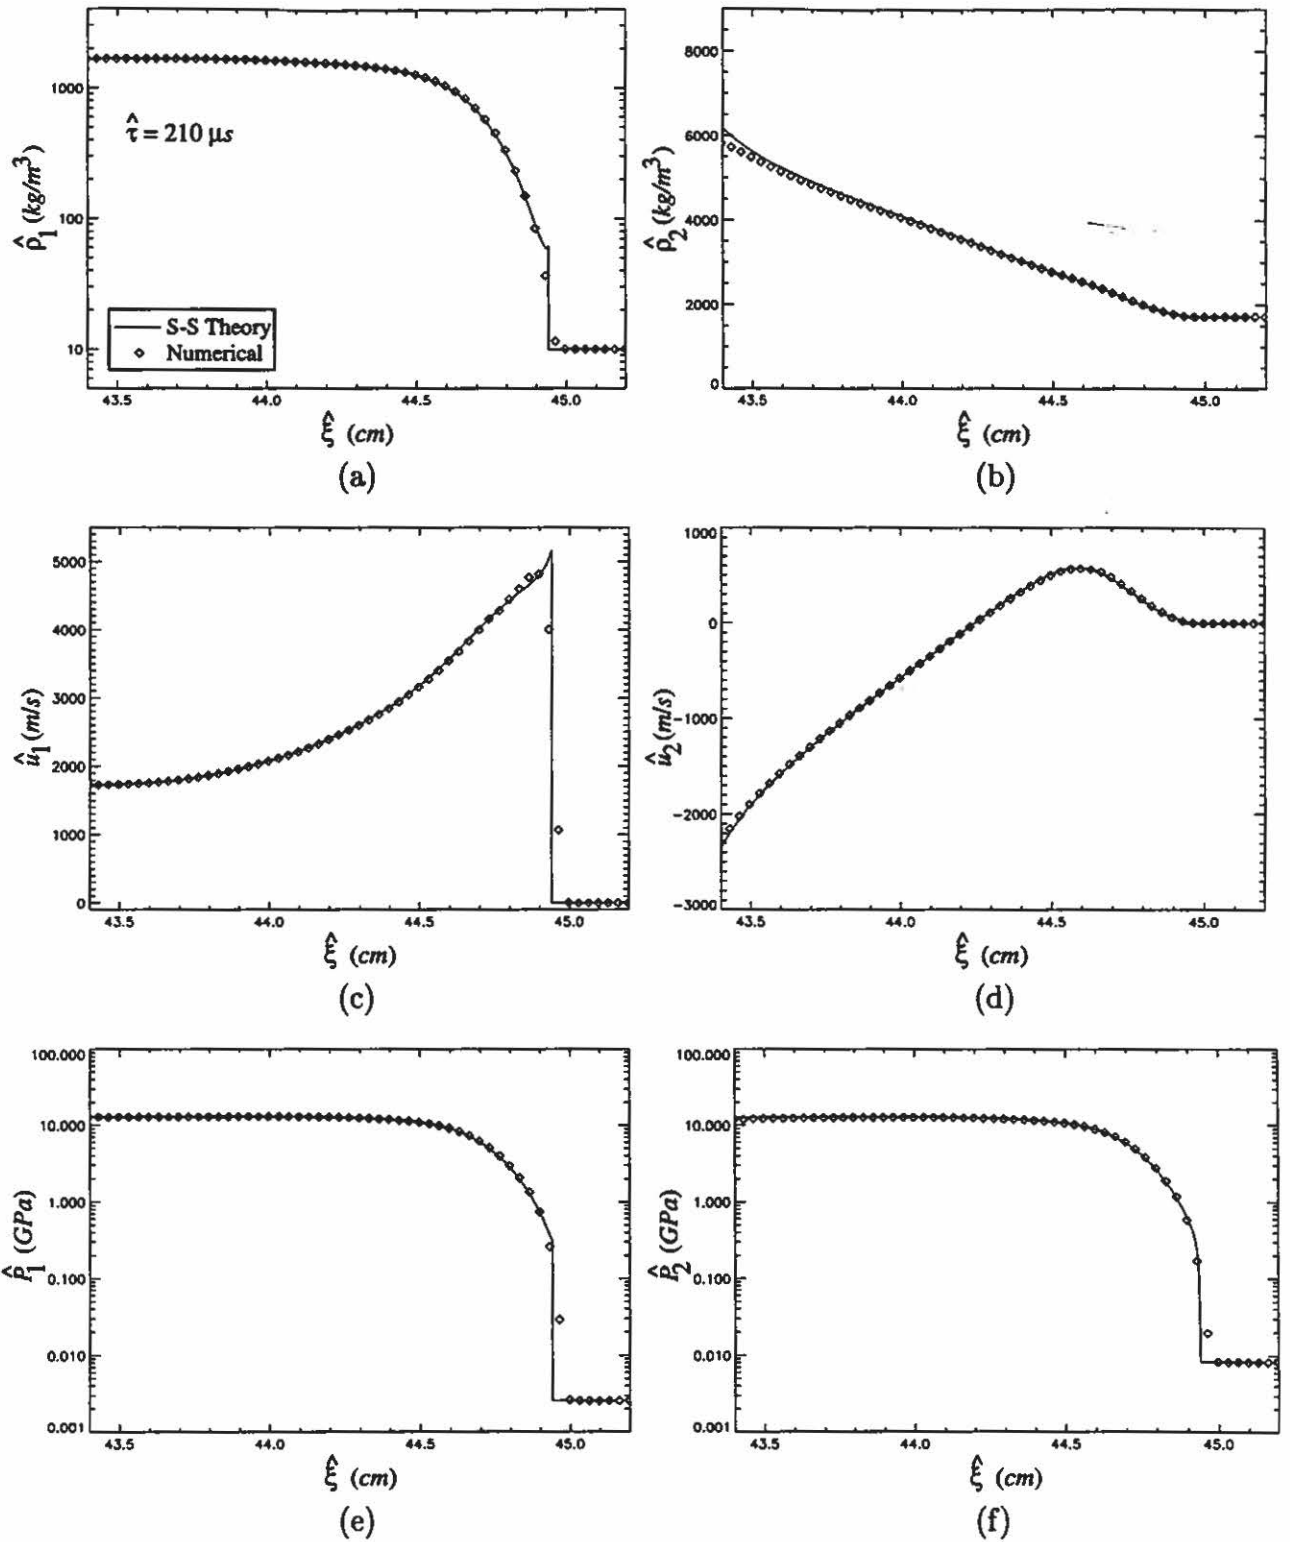 1000
100
10
τ̂ = 210 μs
S-S Theory
Numerical
ρ̂₁ (kg/m³)
43.5 44.0 44.5 45.0
ξ̂ (cm)
(a)
8000
6000
4000
2000
0
ρ̂₂ (kg/m³)
43.5 44.0 44.5 45.0
ξ̂ (cm)
(b)
5000
4000
3000
2000
1000
0
û₁ (m/s)
43.5 44.0 44.5 45.0
ξ̂ (cm)
(c)
1000
0
-1000
-2000
-3000
û₂ (m/s)
43.5 44.0 44.5 45.0
ξ̂ (cm)
(d)
100.000
10.000
1.000
0.100
0.010
0.001
P̂₁ (GPa)
43.5 44.0 44.5 45.0
ξ̂ (cm)
(e)
100.000
10.000
1.000
0.100
0.010
0.001
P̂₂ (GPa)
43.5 44.0 44.5 45.0
ξ̂ (cm)
(f)